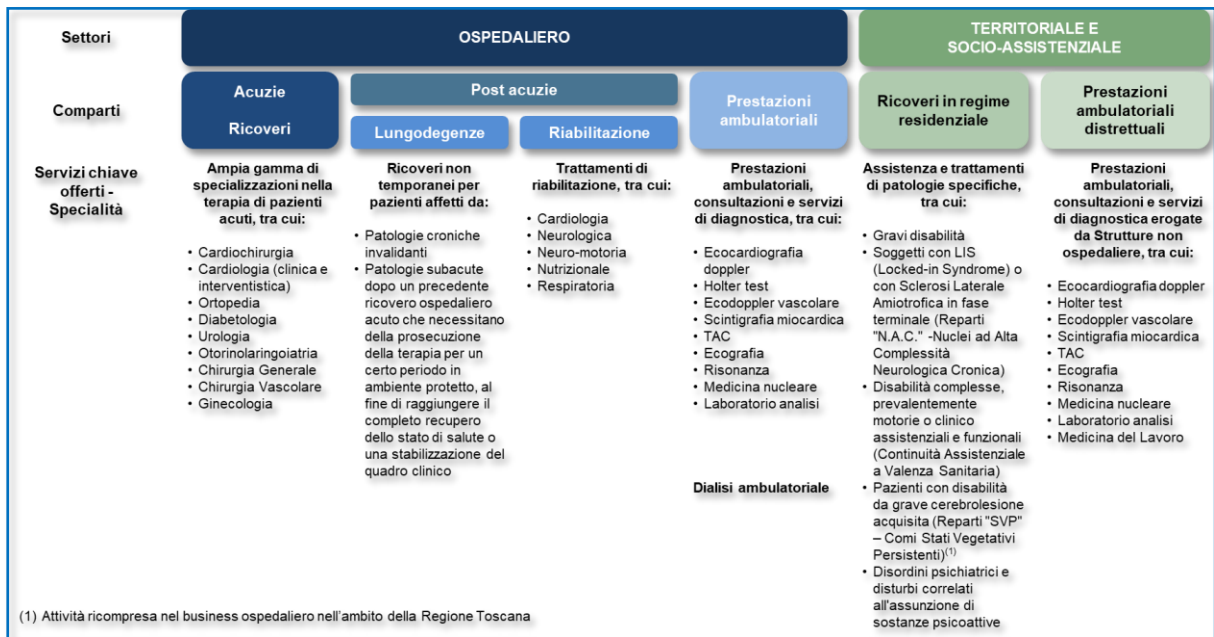 Settori
OSPEDALIERO
TERRITORIALE E
SOCIO-ASSISTENZIALE
Comparti
Acuzie
Ricoveri
Post acuzie
Lungodegenze
Riabilitazione
Prestazioni
ambulatoriali
Ricoveri in regime
residenziale
Prestazioni
ambulatoriali
distrettuali
Servizi chiave
offerti -
Specialità
Ampia gamma di
specializzazioni nella
terapia di pazienti
acuti, tra cui:
• Cardiochirurgia
• Cardiologia (clinica e
interventistica)
• Ortopedia
• Diabetologia
• Urologia
• Otorinolaringoiatria
• Chirurgia Generale
• Chirurgia Vascolare
• Ginecologia
Ricoveri non
temporanei per
pazienti affetti da:
• Patologie croniche
invalidanti
• Patologie subacute
dopo un precedente
ricovero ospedaliero
acuto che necessitano
della prosecuzione
della terapia per un
certo periodo in
ambiente protetto, al
fine di raggiungere il
completo recupero
dello stato di salute o
una stabilizzazione del
quadro clinico
Trattamenti di
riabilitazione, tra cui:
• Cardiologia
• Neurologica
• Neuro-motoria
• Nutrizionale
• Respiratoria
Prestazioni
ambulatoriali,
consultazioni e servizi
di diagnostica, tra cui:
• Ecocardiografia
doppler
• Holter test
• Ecodoppler vascolare
• Scintigrafia miocardica
• TAC
• Ecografia
• Risonanza
• Medicina nucleare
• Laboratorio analisi
Dialisi ambulatoriale
Assistenza e trattamenti
di patologie specifiche,
tra cui:
• Gravi disabilità
• Soggetti con LIS
(Locked-in Syndrome) o
con Sclerosi Laterale
Amiotrofica in fase
terminale (Reparti
"N.A.C." -Nuclei ad Alta
Complessità
Neurologica Cronica)
• Disabilità complesse,
prevalentemente
motorie o clinico
assistenziali e funzionali
(Continuità Assistenziale
a Valenza Sanitaria)
• Pazienti con disabilità
da grave cerebrolesione
acquisita (Reparti "SVP"
– Comi Stati Vegetativi
Persistenti)(1)
• Disordini psichiatrici e
disturbi correlati
all'assunzione di
sostanze psicoattive
Prestazioni
ambulatoriali,
consultazioni e servizi
di diagnostica erogate
da Strutture non
ospedaliere, tra cui:
• Ecocardiografia doppler
• Holter test
• Ecodoppler vascolare
• Scintigrafia miocardica
• TAC
• Ecografia
• Risonanza
• Medicina nucleare
• Laboratorio analisi
• Medicina del Lavoro
(1) Attività ricompresa nel business ospedaliero nell'ambito della Regione Toscana